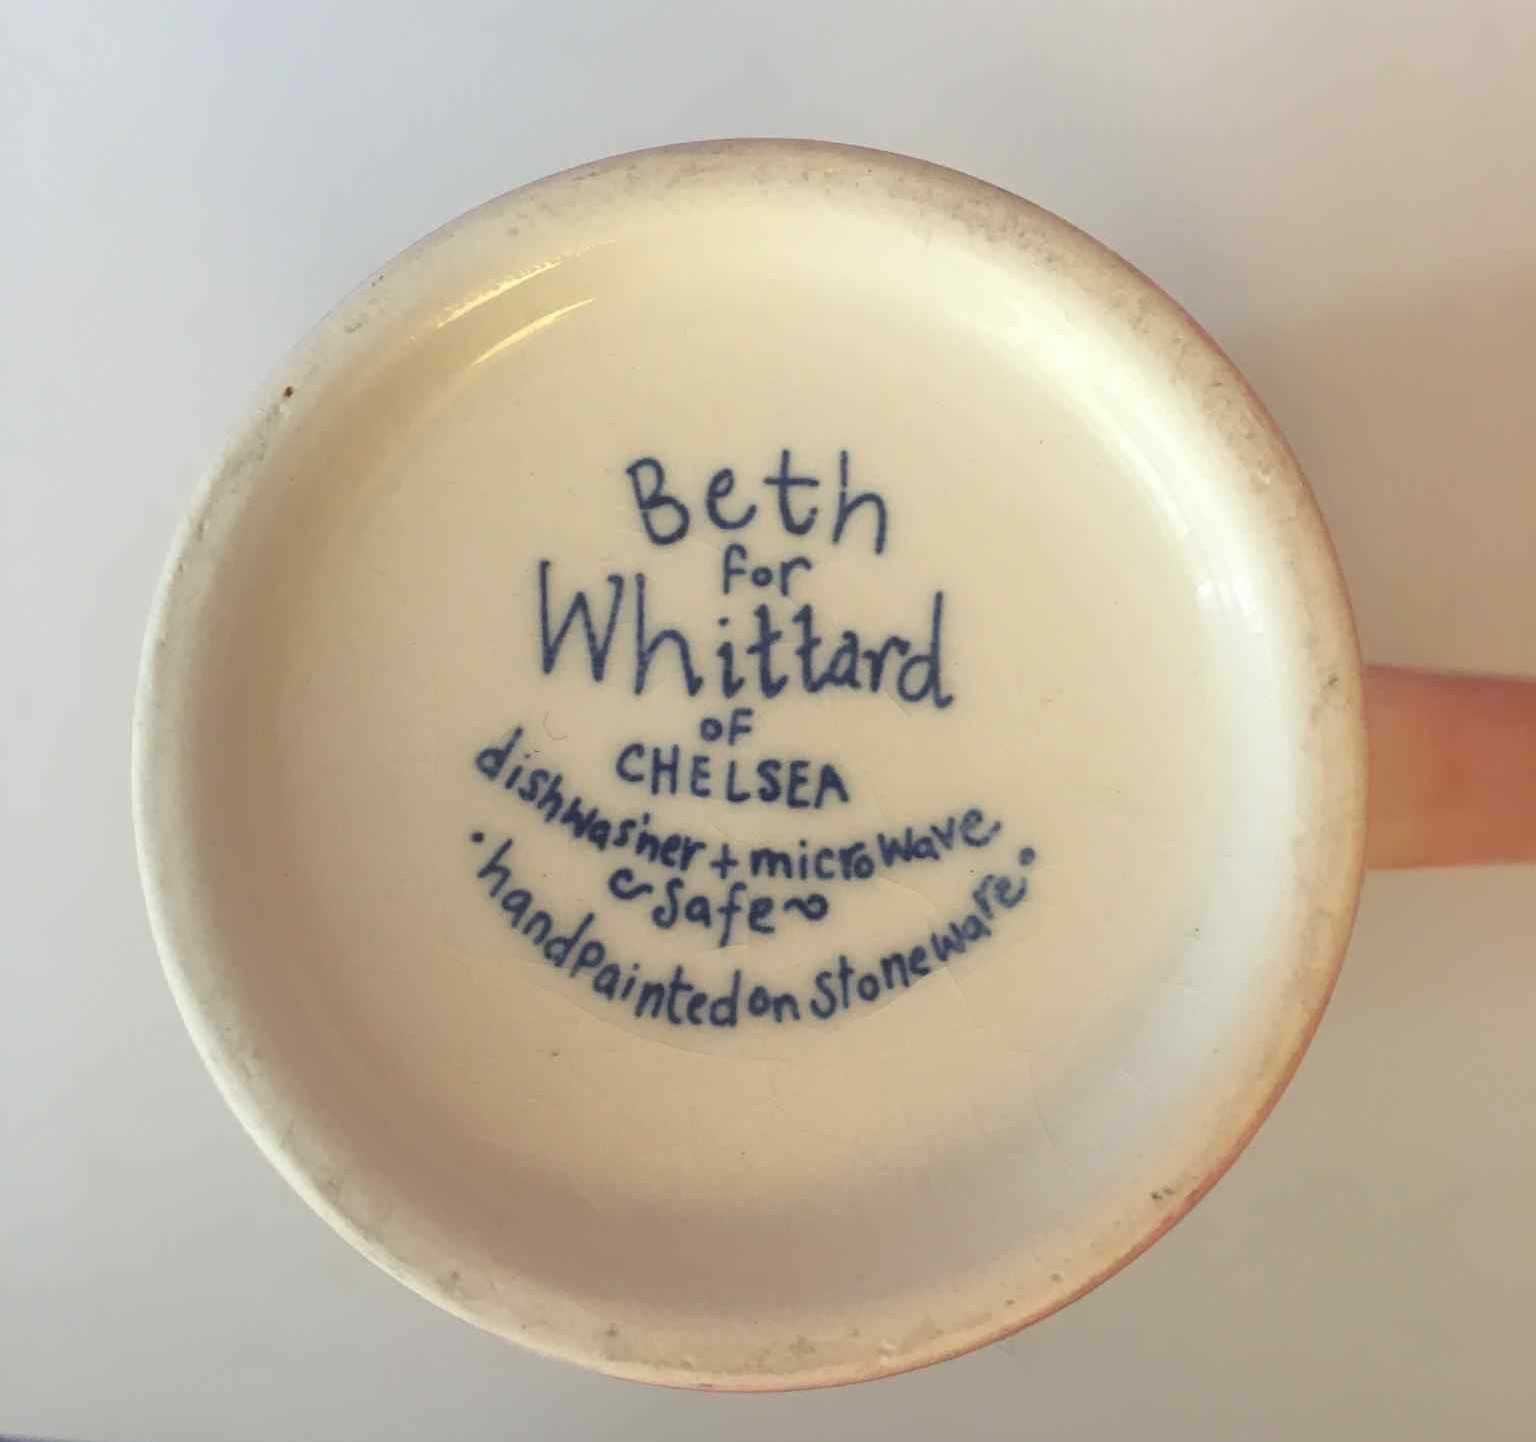 Beth
for
Whittard
OF
CHELSEA
dishwasher + microwave
safe
handpainted on stoneware